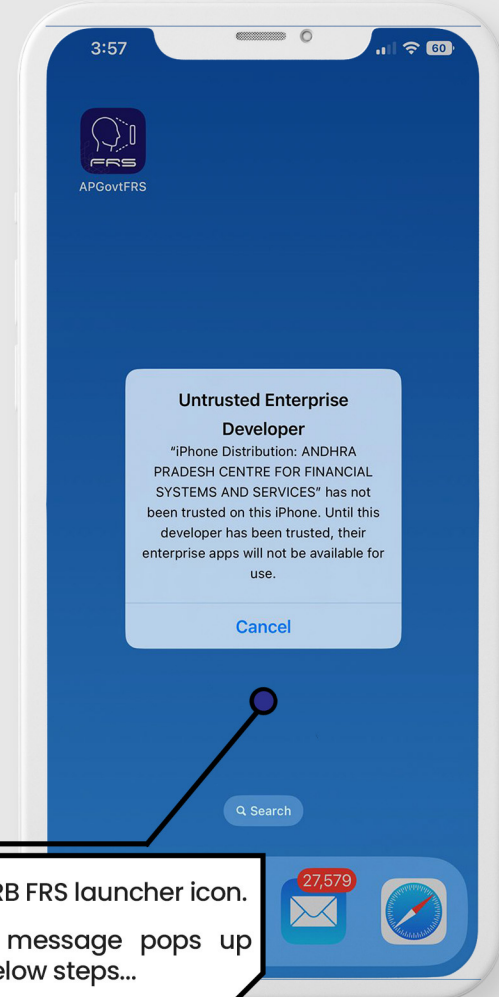 3:57
60
FRS
APGovtFRS
Untrusted Enterprise
Developer
“iPhone Distribution: ANDHRA
PRADESH CENTRE FOR FINANCIAL
SYSTEMS AND SERVICES” has not
been trusted on this iPhone. Until this
developer has been trusted, their
enterprise apps will not be available for
use.
Cancel
Search
27,579
RB FRS launcher icon.
message pops up
elow steps...